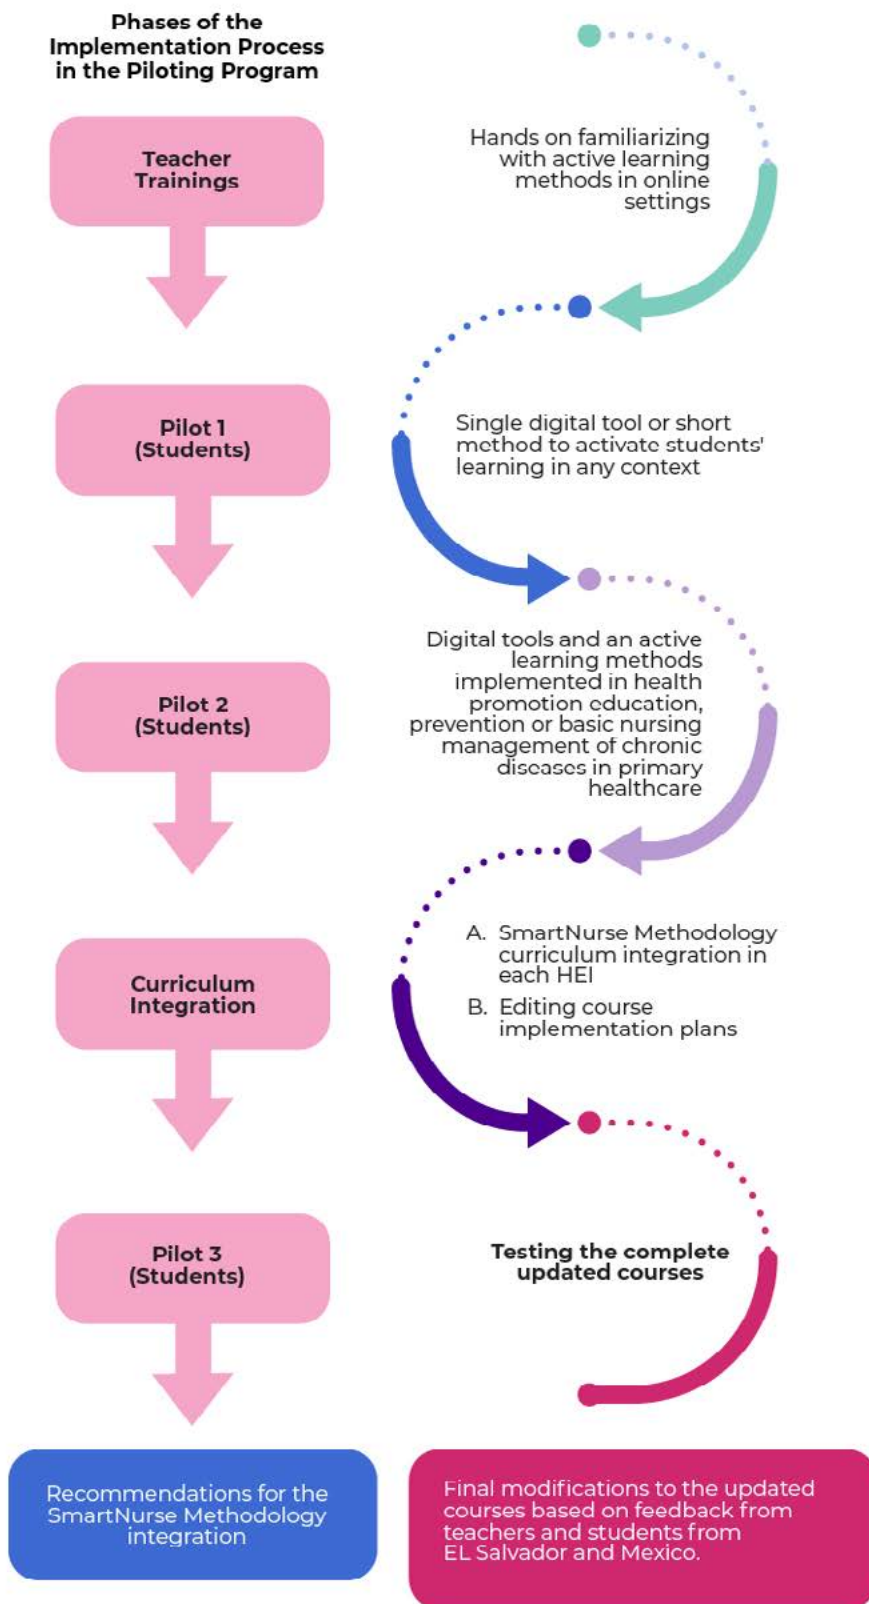 Phases of the
Implementation Process
in the Piloting Program
Teacher
Trainings
Hands on familiarizing
with active learning
methods in online
settings
Pilot 1
(Students)
Single digital tool or short
method to activate students'
learning in any context
Pilot 2
(Students)
Digital tools and an active
learning methods
implemented in health
promotion education,
prevention or basic nursing
management of chronic
diseases in primary
healthcare
Curriculum
Integration
A. SmartNurse Methodology
curriculum integration in
each HEI
B. Editing course
implementation plans
Pilot 3
(Students)
Testing the complete
updated courses
Recommendations for the
SmartNurse Methodology
integration
Final modifications to the updated
courses based on feedback from
teachers and students from
EL Salvador and Mexico.